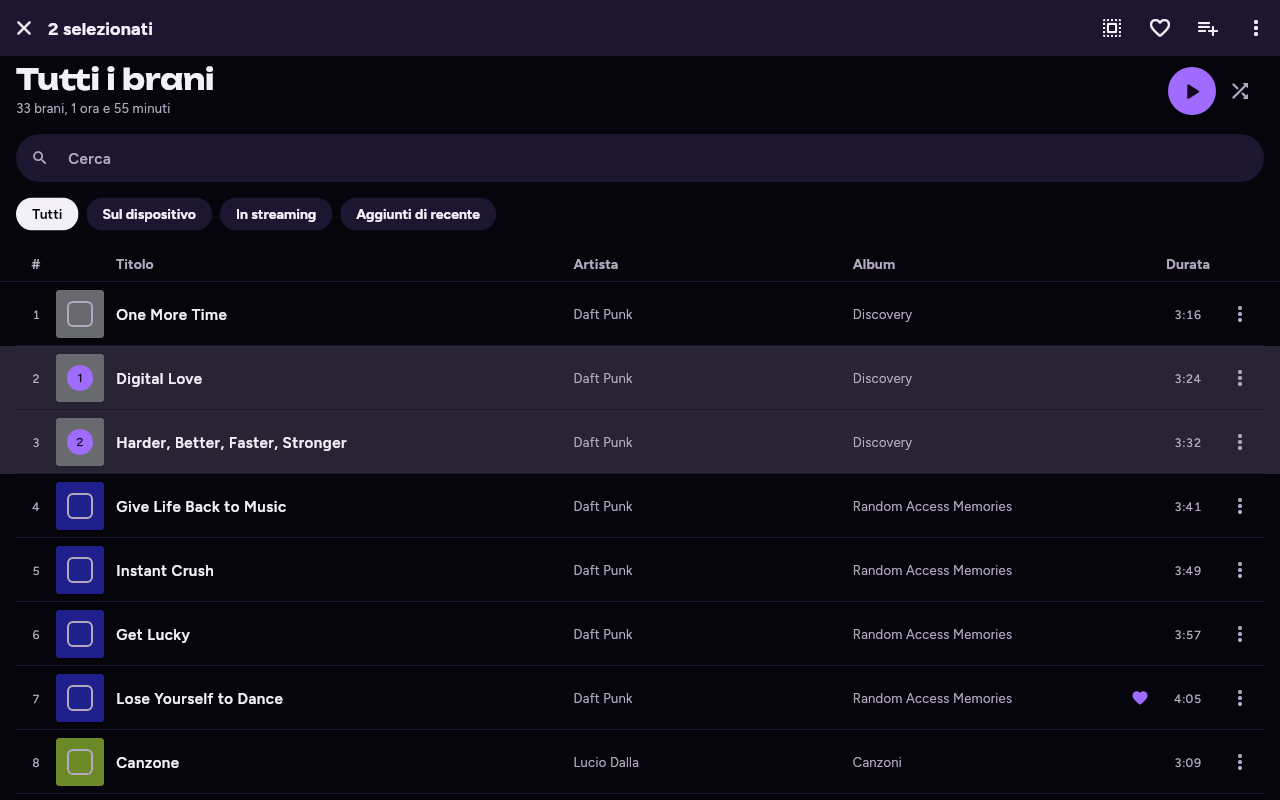 2 selezionati
Tutti i brani
33 brani, 1 ora e 55 minuti
Cerca
Tutti Sul dispositivo In streaming Aggiunti di recente
# Titolo Artista Album Durata
1 One More Time Daft Punk Discovery 3:16
2 1 Digital Love Daft Punk Discovery 3:24
3 2 Harder, Better, Faster, Stronger Daft Punk Discovery 3:32
4 Give Life Back to Music Daft Punk Random Access Memories 3:41
5 Instant Crush Daft Punk Random Access Memories 3:49
6 Get Lucky Daft Punk Random Access Memories 3:57
7 Lose Yourself to Dance Daft Punk Random Access Memories 4:05
8 Canzone Lucio Dalla Canzoni 3:09